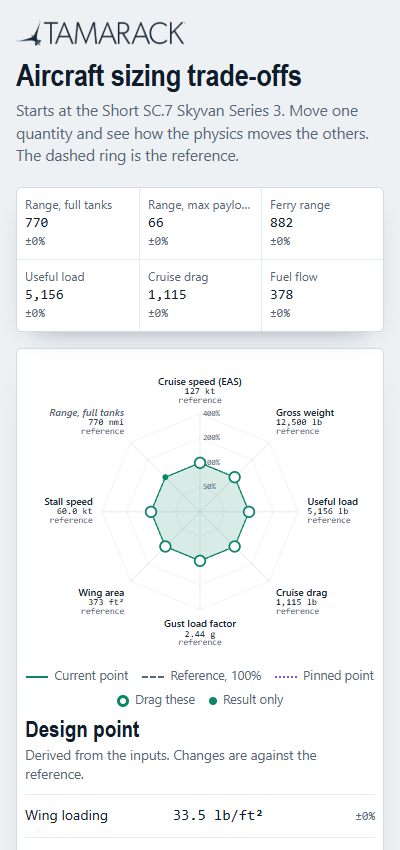 TAMARACK
Aircraft sizing trade-offs
Starts at the Short SC.7 Skyvan Series 3. Move one
quantity and see how the physics moves the others.
The dashed ring is the reference.
Range, full tanks
770
±0%
Range, max paylo...
66
±0%
Ferry range
882
±0%
Useful load
5,156
±0%
Cruise drag
1,115
±0%
Fuel flow
378
±0%
Cruise speed (EAS)
127 kt
reference
Range, full tanks
770 nmi
reference
Gross weight
12,500 lb
reference
400%
200%
50%
Stall speed
60.0 kt
reference
Useful load
5,156 lb
reference
Wing area
373 ft²
reference
Cruise drag
1,115 lb
reference
Gust load factor
2.44 g
reference
Current point
Reference, 100%
Pinned point
Drag these
Result only
Design point
Derived from the inputs. Changes are against the
reference.
Wing loading 33.5 lb/ft² ±0%